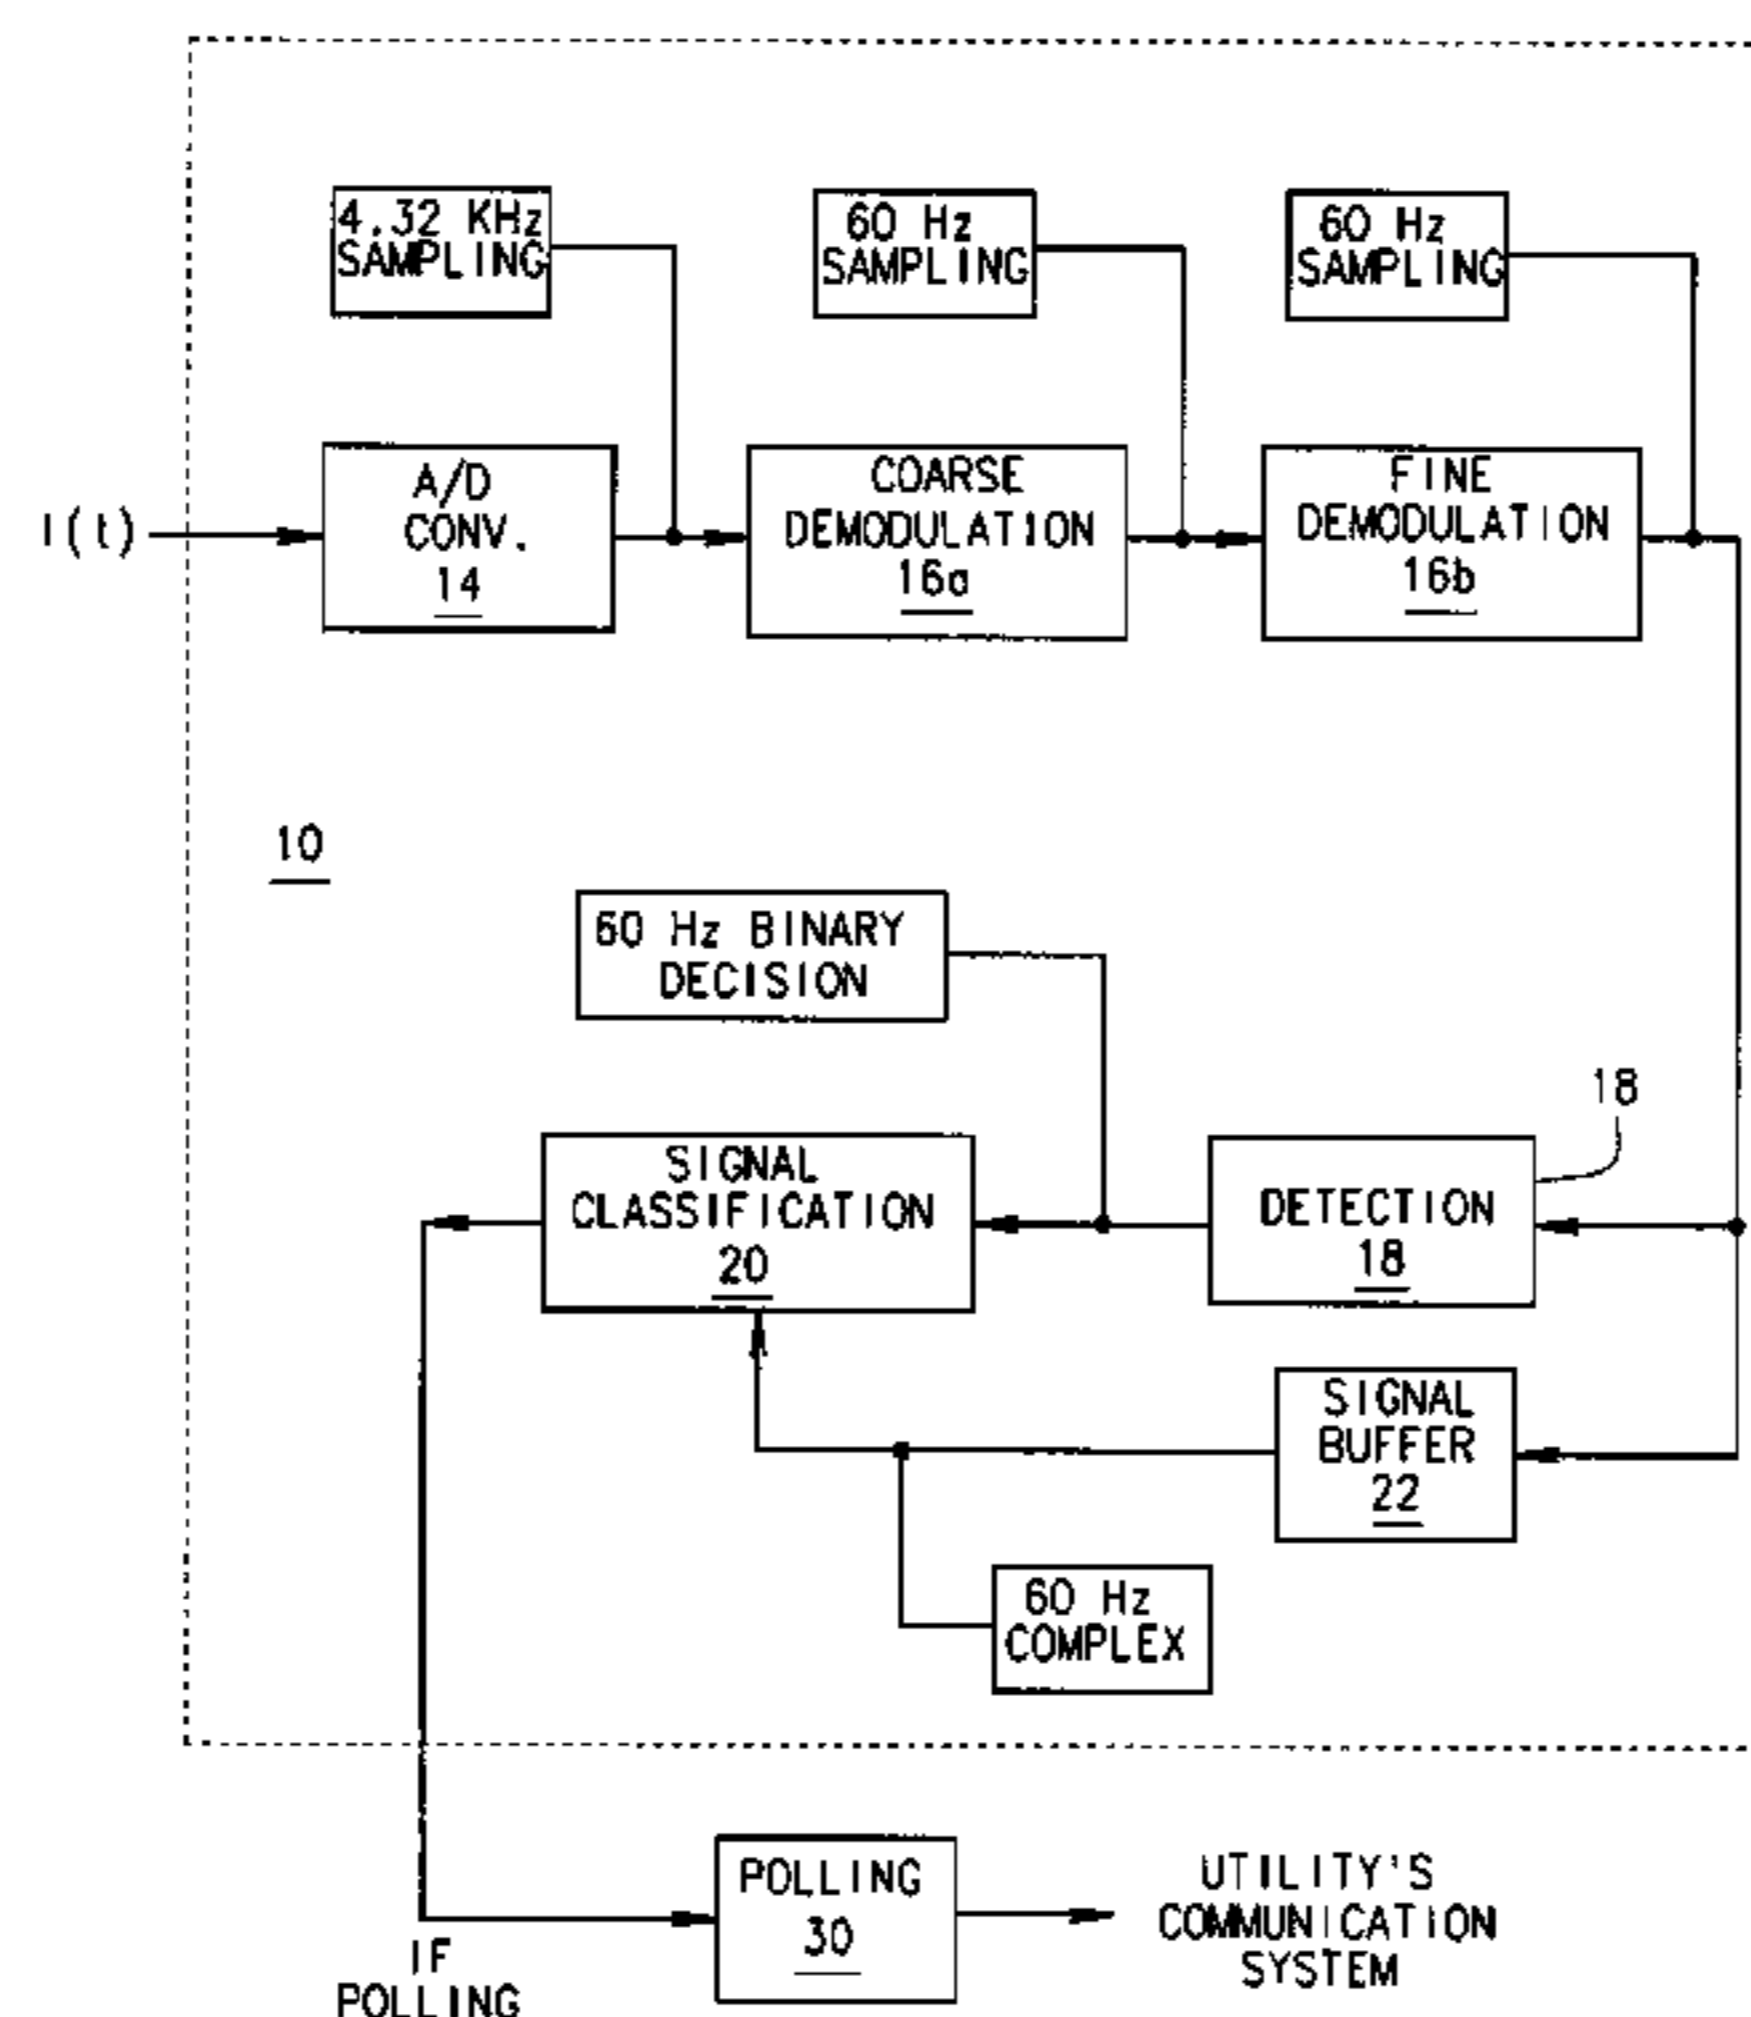 4.32 KHz
SAMPLING
60 Hz
SAMPLING
60 Hz
SAMPLING
I(t)
A/D
CONV.
14
COARSE
DEMODULATION
16a
FINE
DEMODULATION
16b
10
60 Hz BINARY
DECISION
18
SIGNAL
CLASSIFICATION
20
DETECTION
18
SIGNAL
BUFFER
22
60 Hz
COMPLEX
POLLING
30
UTILITY'S
COMMUNICATION
SYSTEM
IF
POLLING